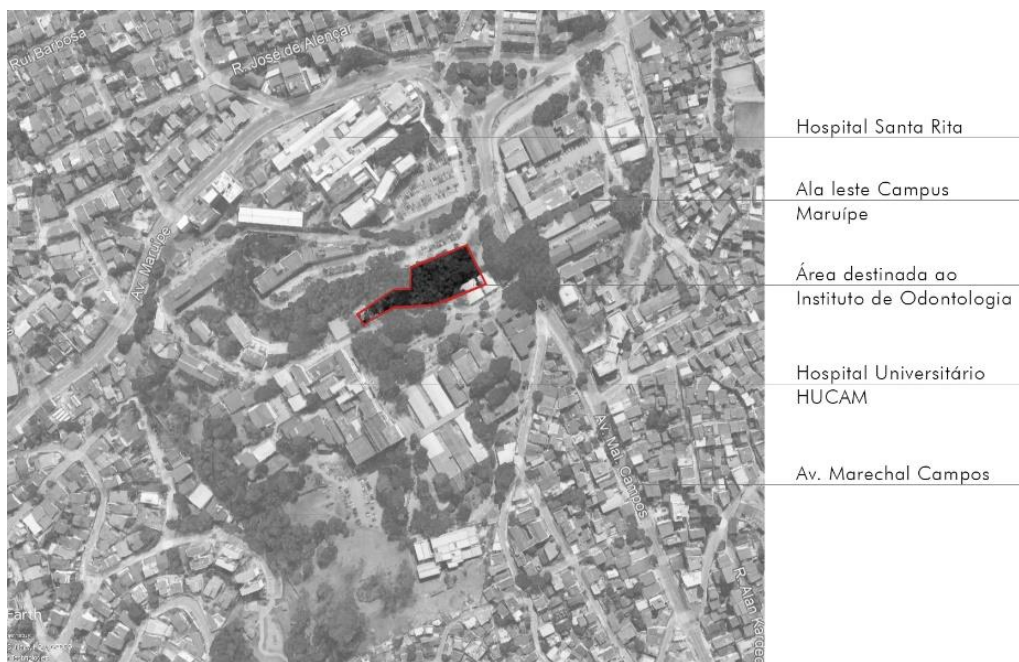 Rui Barbosa
R. José de Alencar
Hospital Santa Rita
Ala leste Campus
Maruípe
Av. Maruípe
Área destinada ao
Instituto de Odontologia
Hospital Universitário
HUCAM
Av. Mal. Campos
Av. Marechal Campos
R. Alan Kardec
Earth